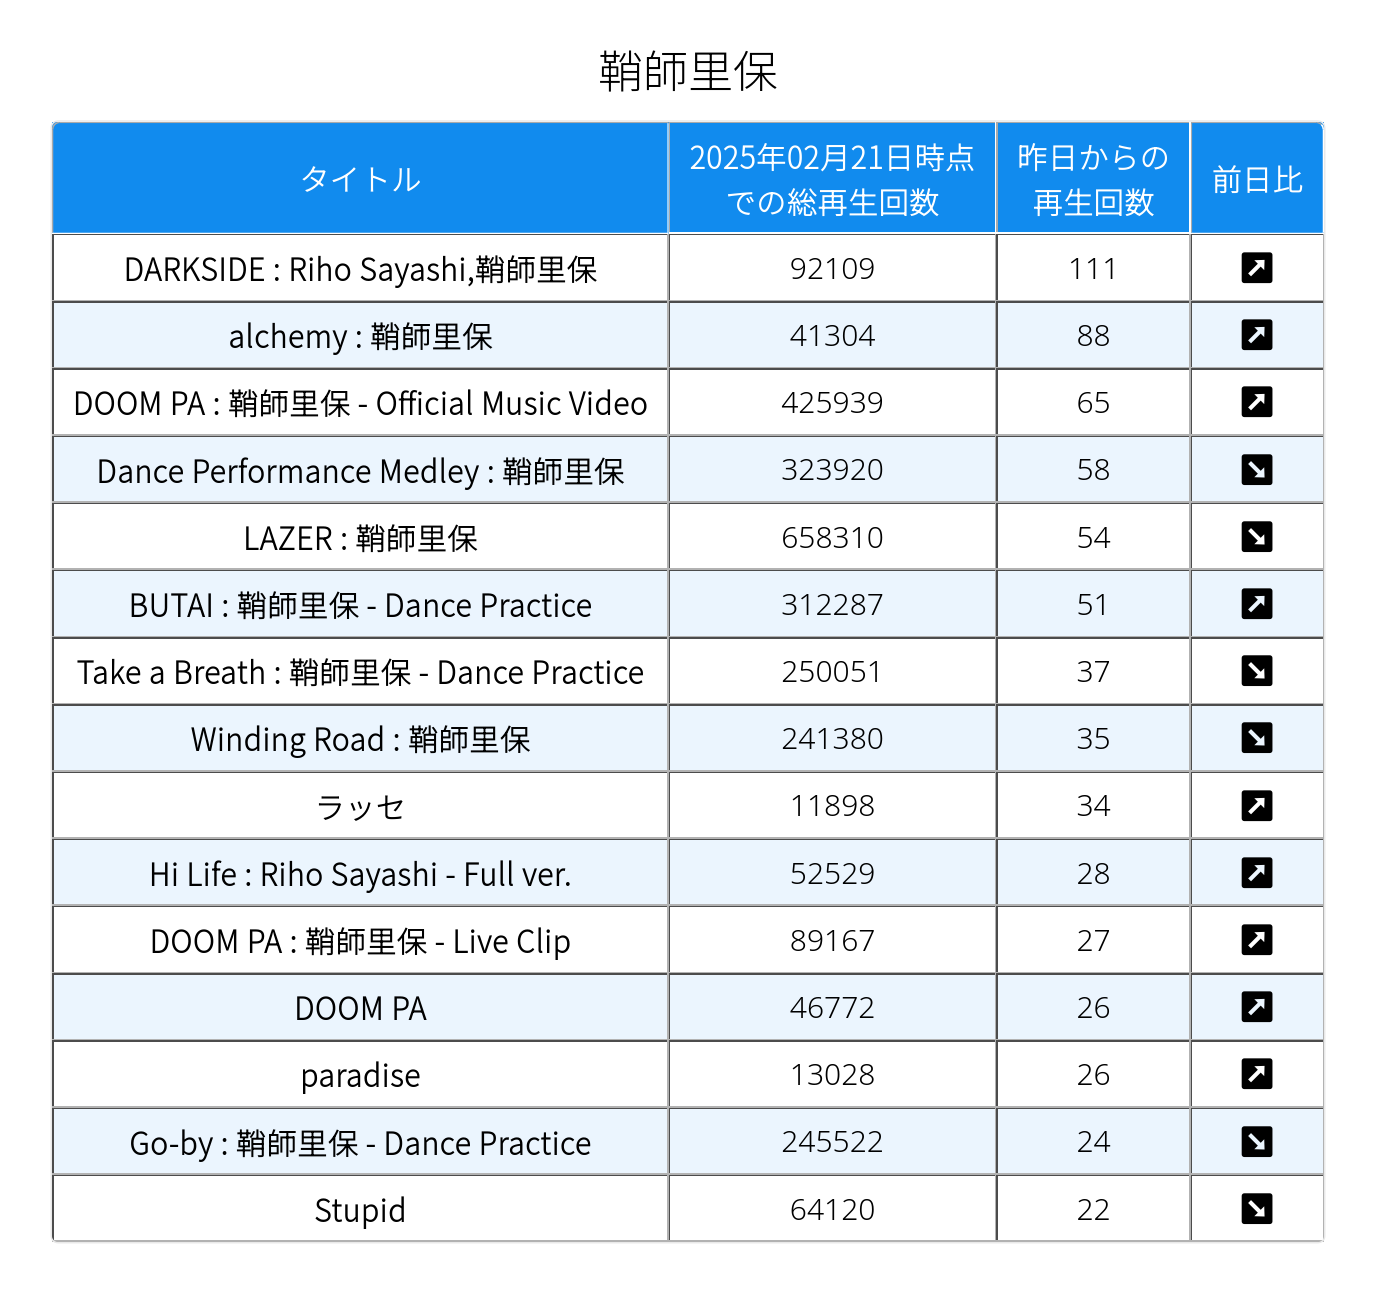 鞘師里保
タイトル 2025年02月21日時点での総再生回数 昨日からの再生回数 前日比
DARKSIDE : Riho Sayashi,鞘師里保 92109 111 ↗
alchemy : 鞘師里保 41304 88 ↗
DOOM PA : 鞘師里保 - Official Music Video 425939 65 ↗
Dance Performance Medley : 鞘師里保 323920 58 ↘
LAZER : 鞘師里保 658310 54 ↘
BUTAI : 鞘師里保 - Dance Practice 312287 51 ↗
Take a Breath : 鞘師里保 - Dance Practice 250051 37 ↘
Winding Road : 鞘師里保 241380 35 ↘
ラッセ 11898 34 ↗
Hi Life : Riho Sayashi - Full ver. 52529 28 ↗
DOOM PA : 鞘師里保 - Live Clip 89167 27 ↗
DOOM PA 46772 26 ↗
paradise 13028 26 ↗
Go-by : 鞘師里保 - Dance Practice 245522 24 ↘
Stupid 64120 22 ↘